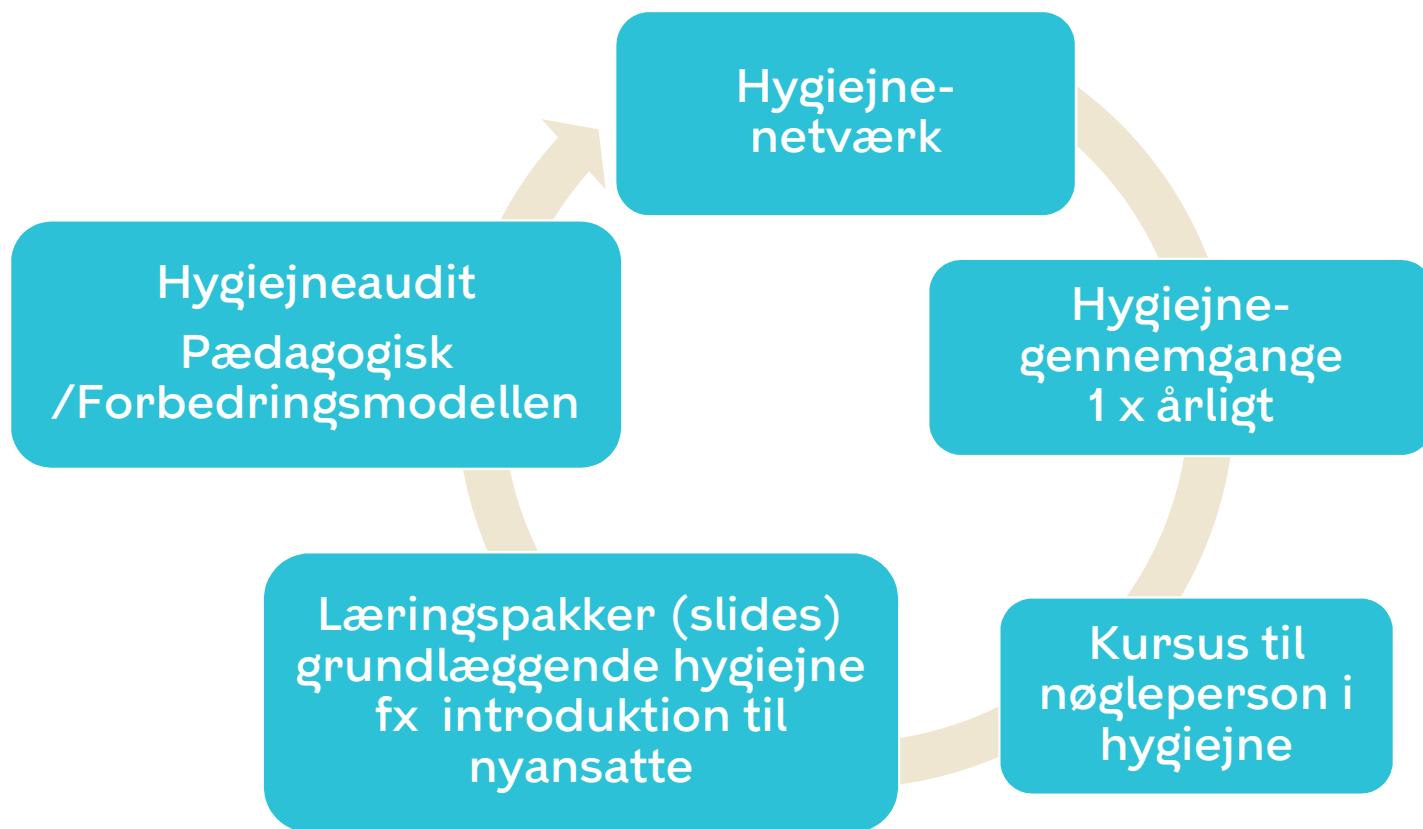 Hygiejne-
netværk
Hygiejne-
gennemgange
1 x årligt
Kursus til
nøgleperson i
hygiejne
Læringspakker (slides)
grundlæggende hygiejne
fx introduktion til
nyansatte
Hygiejneaudit
Pædagogisk
/Forbedringsmodellen